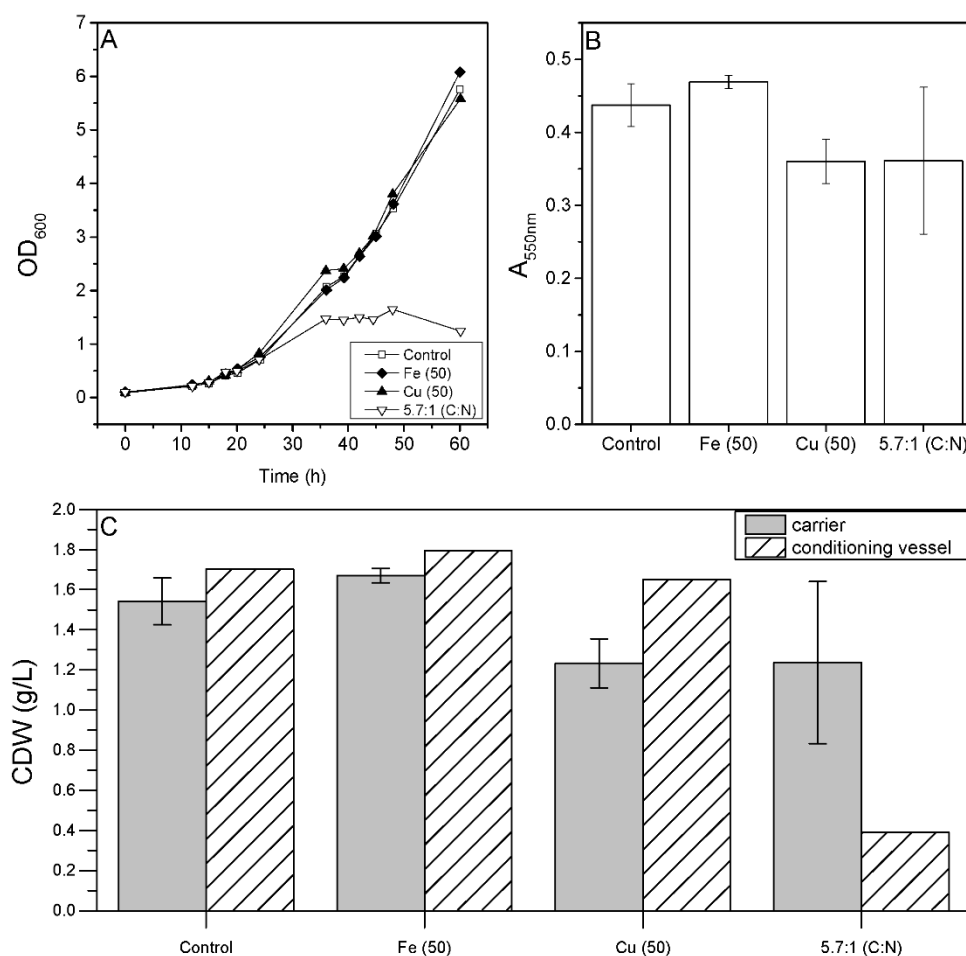 A
OD600
7
6
5
4
3
2
1
0
0 10 20 30 40 50 60
Time (h)
Control
Fe (50)
Cu (50)
5.7:1 (C:N)
B
A550nm
0.5
0.4
0.3
0.2
0.1
0.0
Control Fe (50) Cu (50) 5.7:1 (C:N)
C
CDW (g/L)
2.0
1.8
1.6
1.4
1.2
1.0
0.8
0.6
0.4
0.2
0.0
carrier
conditioning vessel
Control Fe (50) Cu (50) 5.7:1 (C:N)